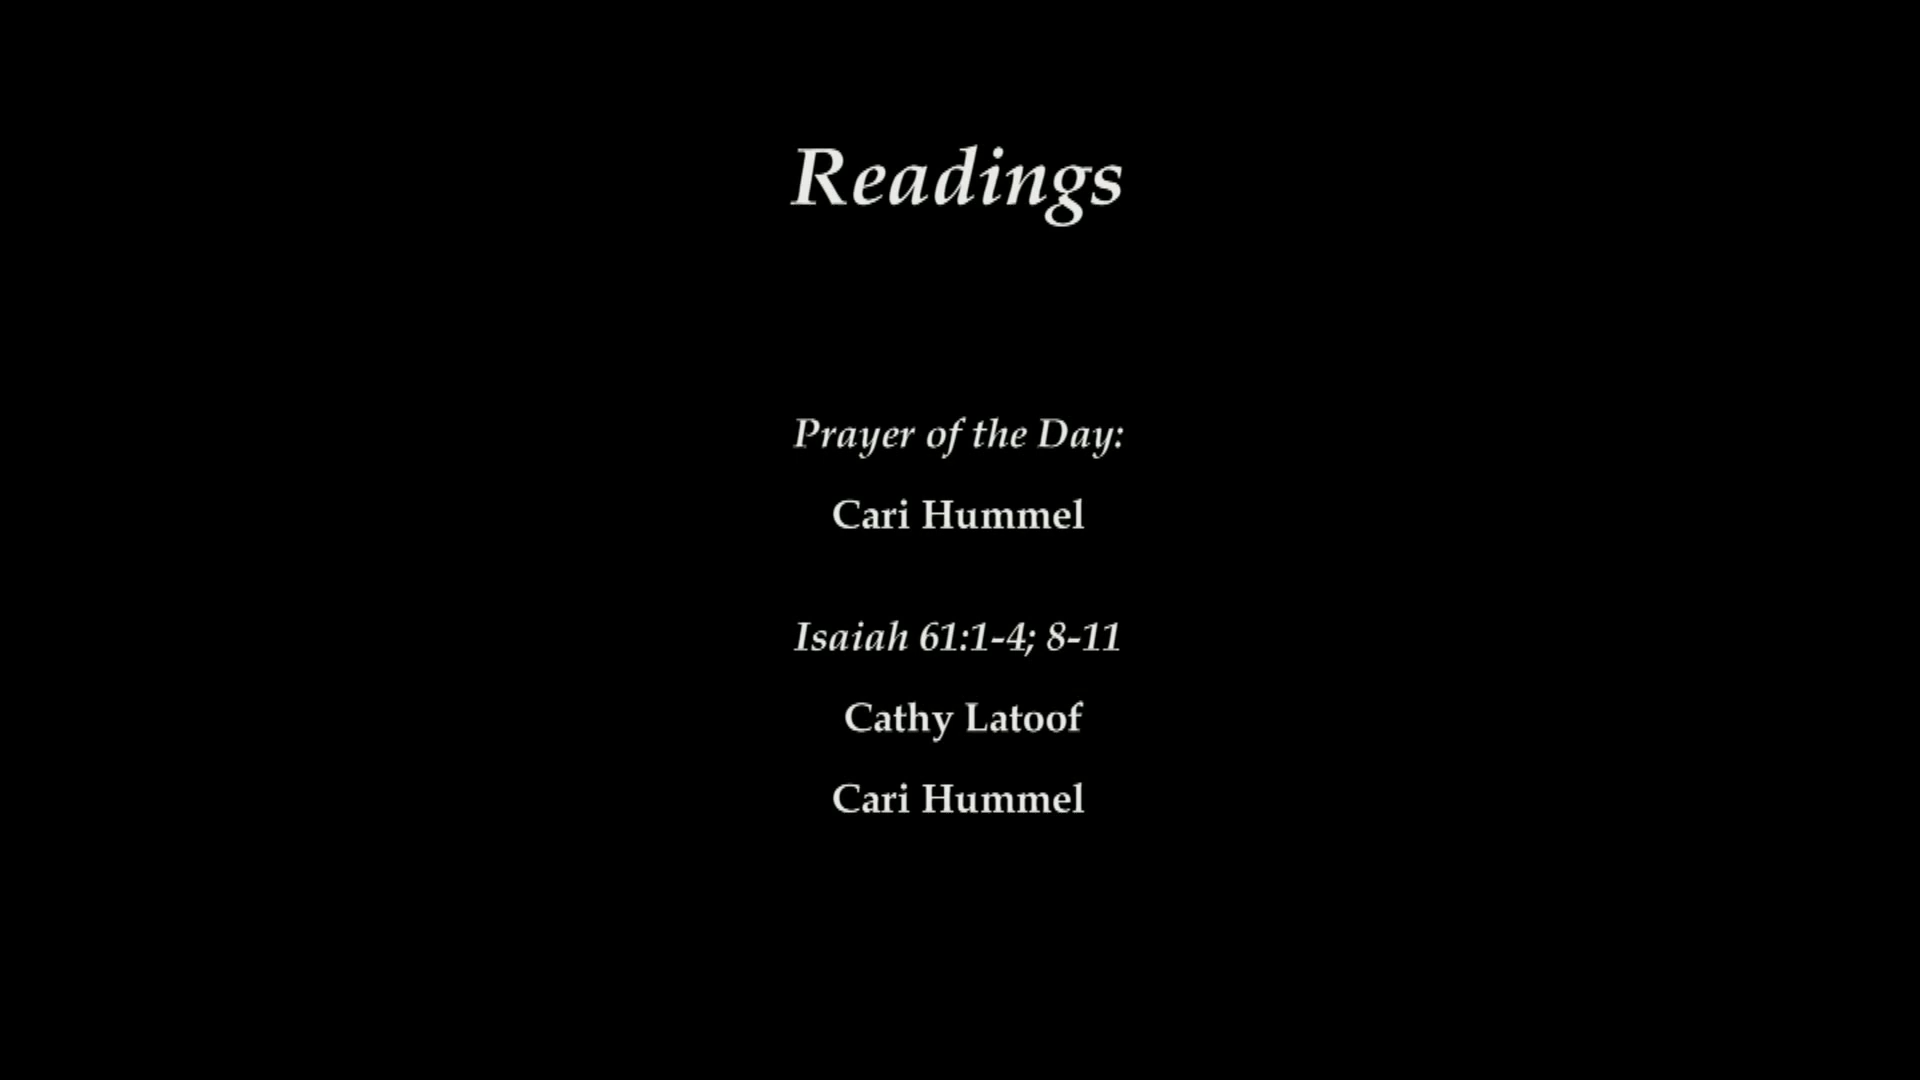 Readings
Prayer of the Day:
Cari Hummel
Isaiah 61:1-4; 8-11
Cathy Latoof
Cari Hummel